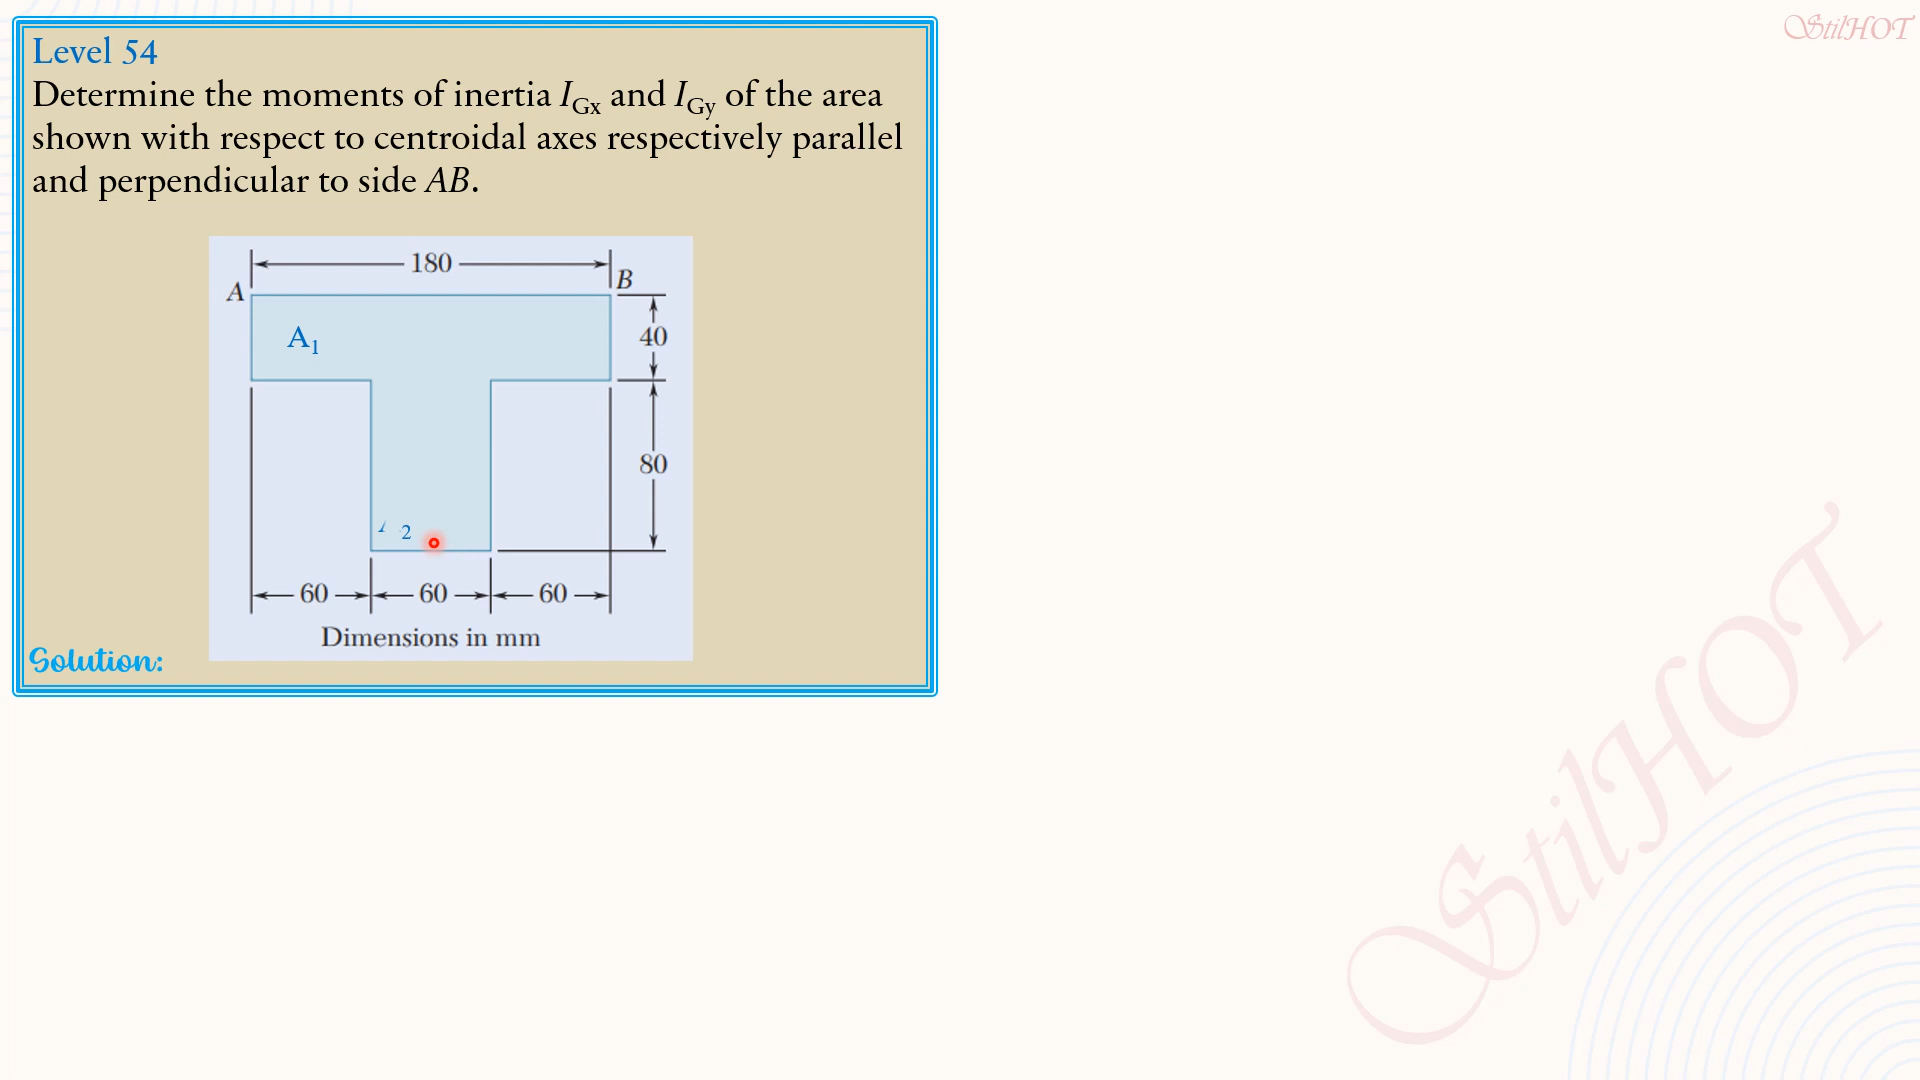 StilHOT
Level 54
Determine the moments of inertia I_Gx and I_Gy of the area
shown with respect to centroidal axes respectively parallel
and perpendicular to side AB.
180
A
B
A_1
40
80
2
60 60 60
Dimensions in mm
Solution:
StilHOT